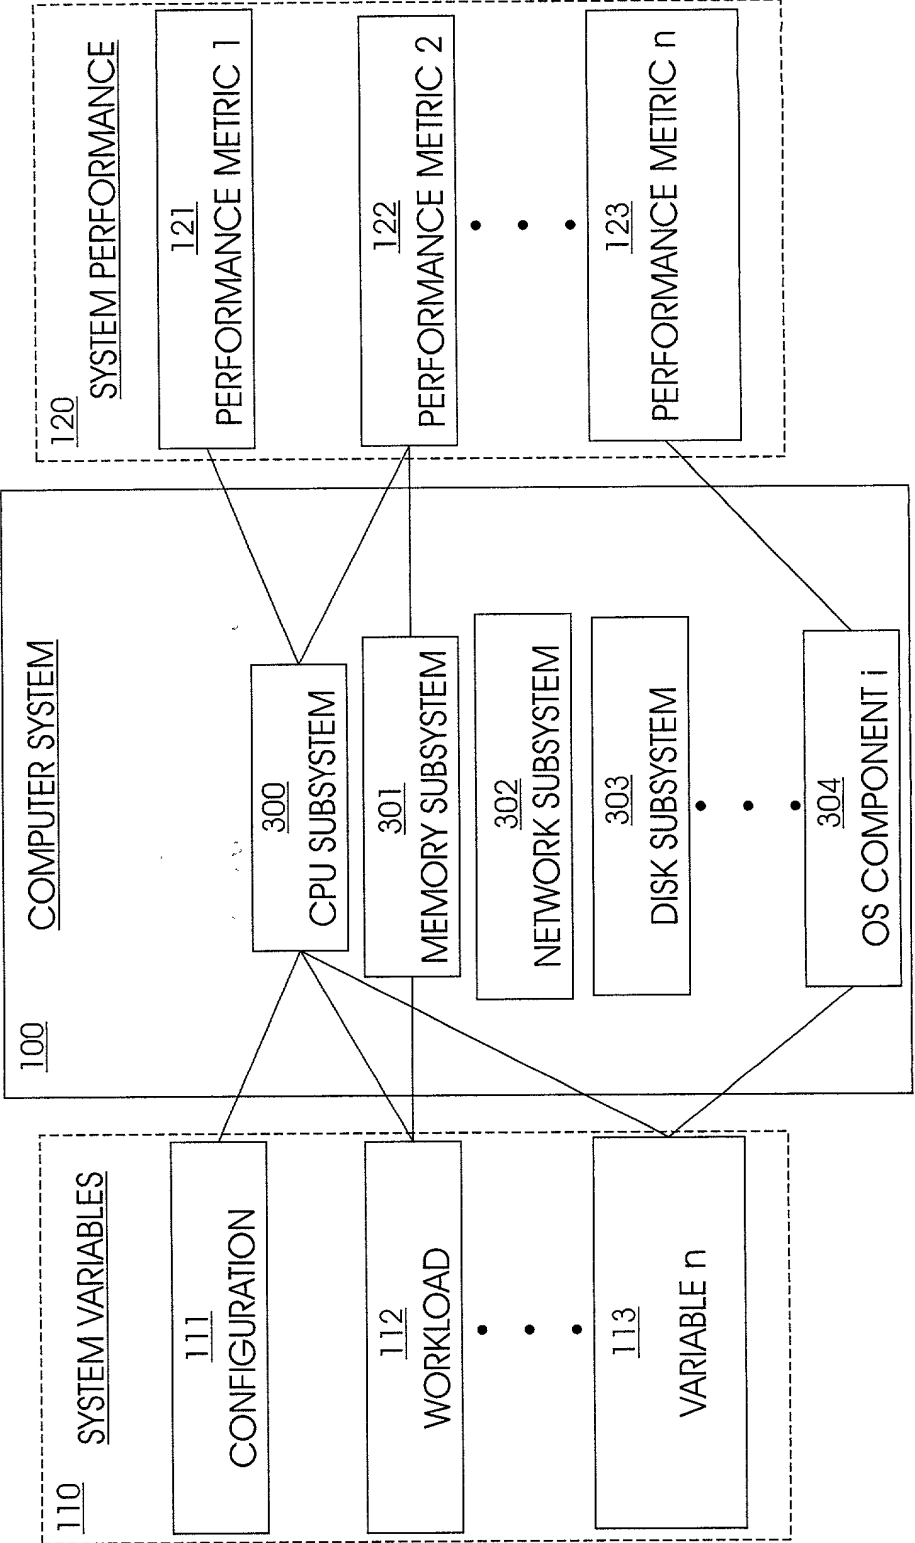 110
SYSTEM VARIABLES
111
CONFIGURATION
112
WORKLOAD
113
VARIABLE n
100
COMPUTER SYSTEM
300
CPU SUBSYSTEM
301
MEMORY SUBSYSTEM
302
NETWORK SUBSYSTEM
303
DISK SUBSYSTEM
304
OS COMPONENT i
120
SYSTEM PERFORMANCE
121
PERFORMANCE METRIC 1
122
PERFORMANCE METRIC 2
123
PERFORMANCE METRIC n